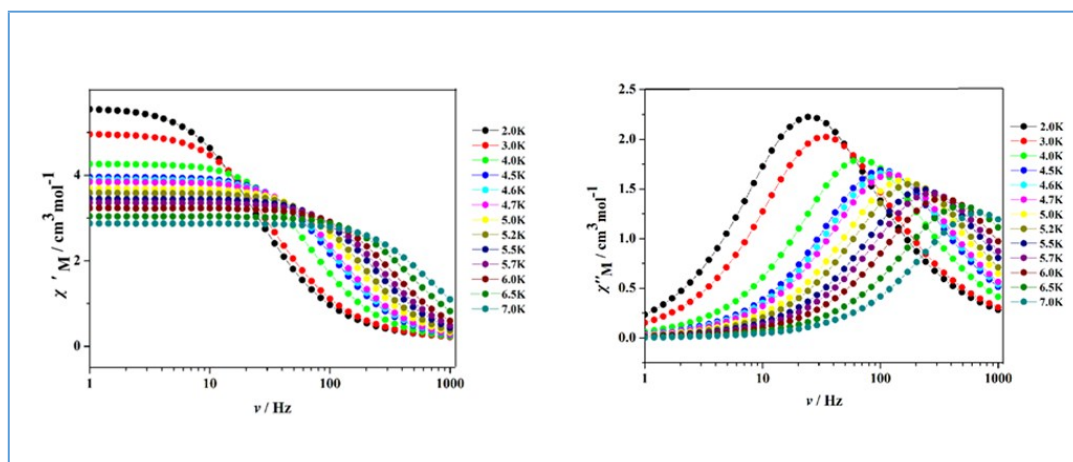 χ′M / cm3mol-1
4
2
0
1
10
100
1000
ν / Hz
2.0K
3.0K
4.0K
4.5K
4.6K
4.7K
5.0K
5.2K
5.5K
5.7K
6.0K
6.5K
7.0K
χ″M / cm3mol-1
2.5
2.0
1.5
1.0
0.5
0.0
1
10
100
1000
ν / Hz
2.0K
3.0K
4.0K
4.5K
4.6K
4.7K
5.0K
5.2K
5.5K
5.7K
6.0K
6.5K
7.0K